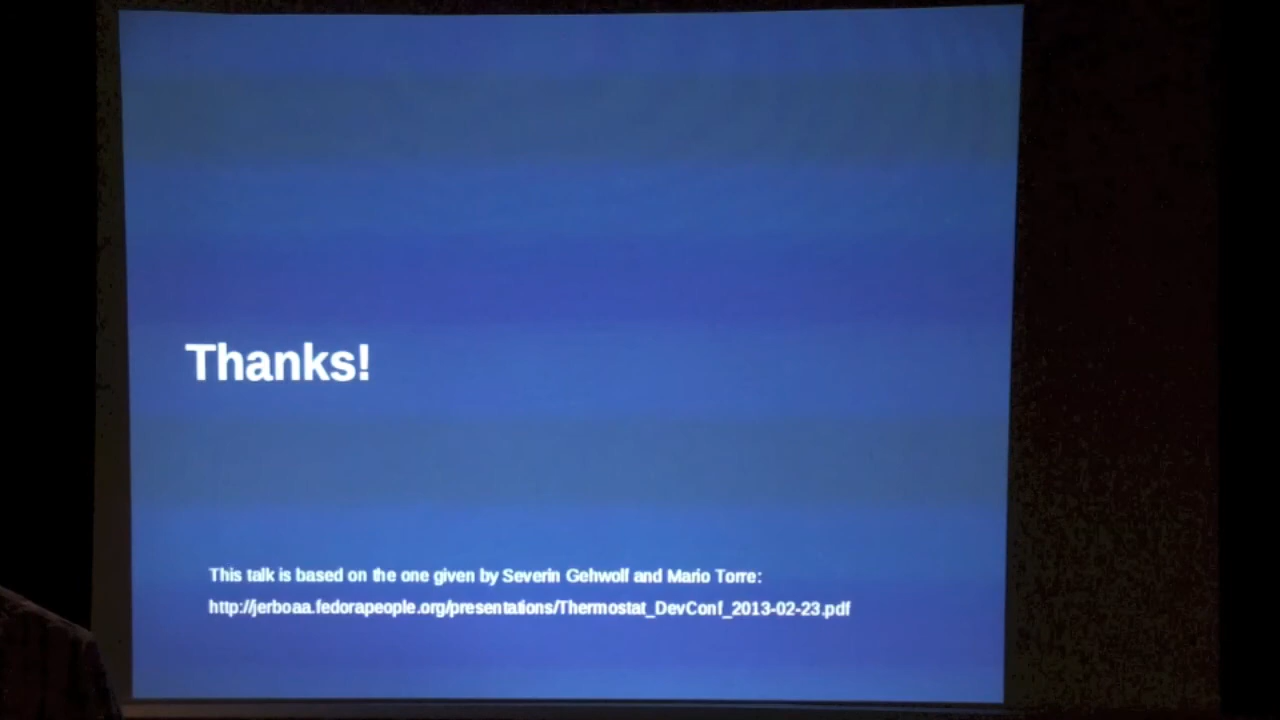 Thanks!
This talk is based on the one given by Severin Gehwolf and Mario Torre:
http://jerboaa.fedorapeople.org/presentations/Thermostat_DevConf_2013-02-23.pdf